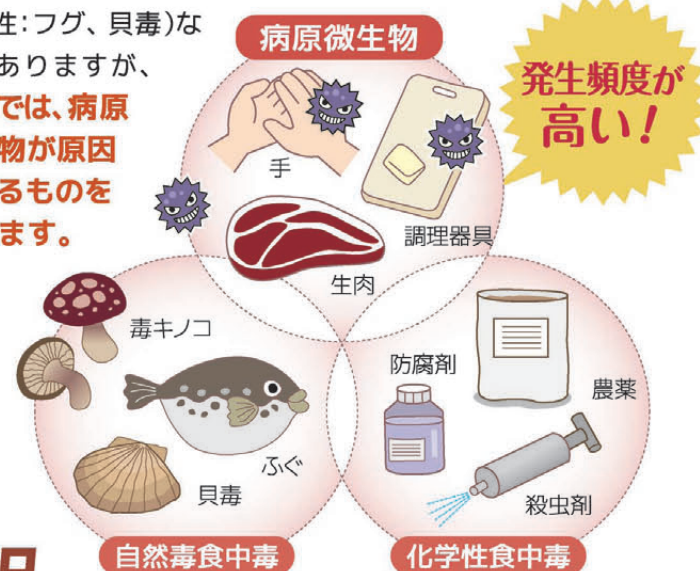 性：フグ、貝毒）な
ありますが、
では、病原
物が原因
るものを
ます。
病原微生物
発生頻度が
高い！
手
調理器具
生肉
毒キノコ
ふぐ
貝毒
防腐剤
農薬
殺虫剤
自然毒食中毒
化学性食中毒